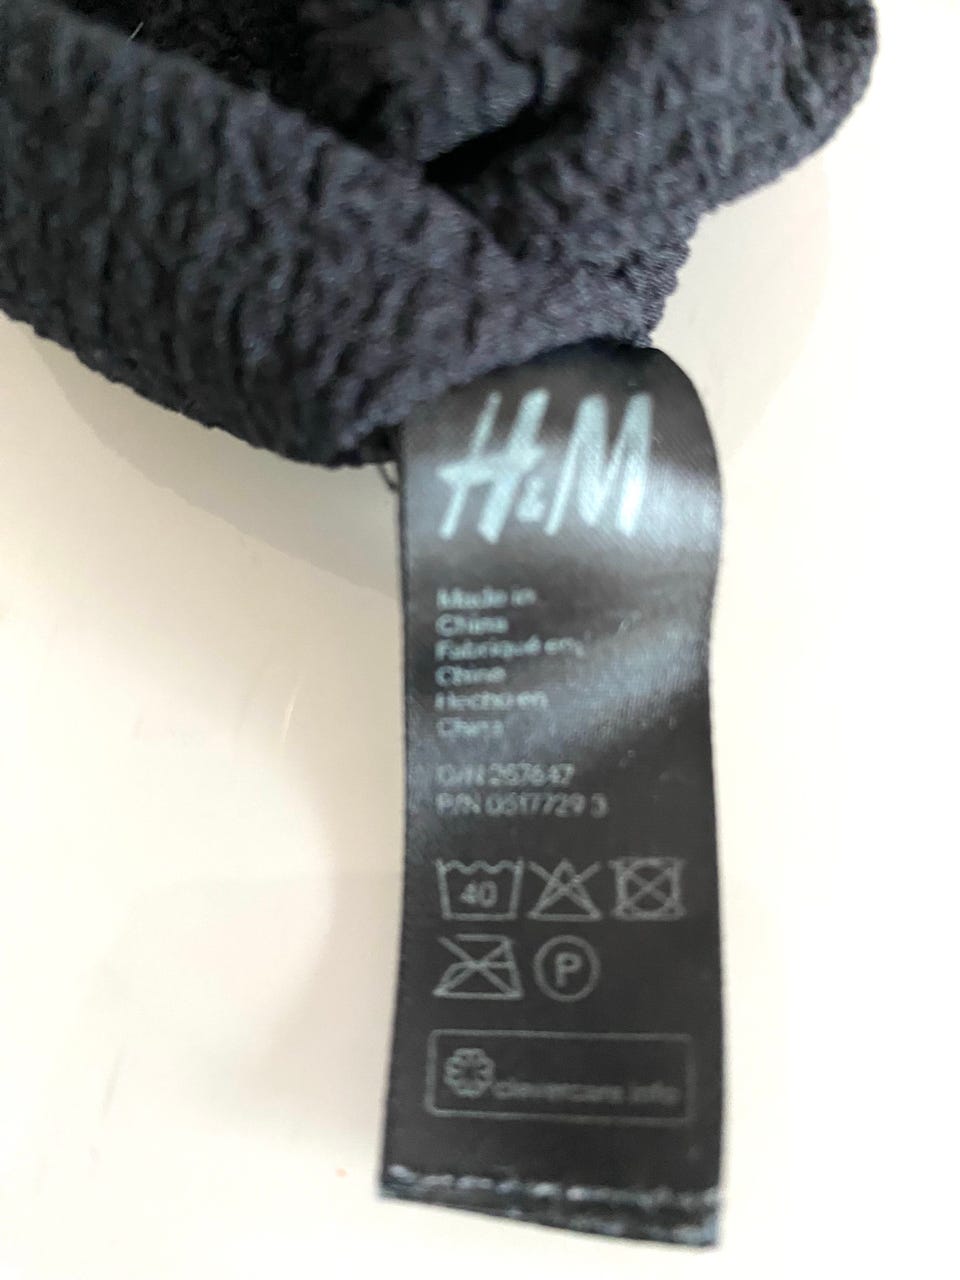 H&M
Made in
China
Fabriqué en
Chine
Hecho en
China
O/N 257647
P/N 0517729 3
40
P
clevercare.info